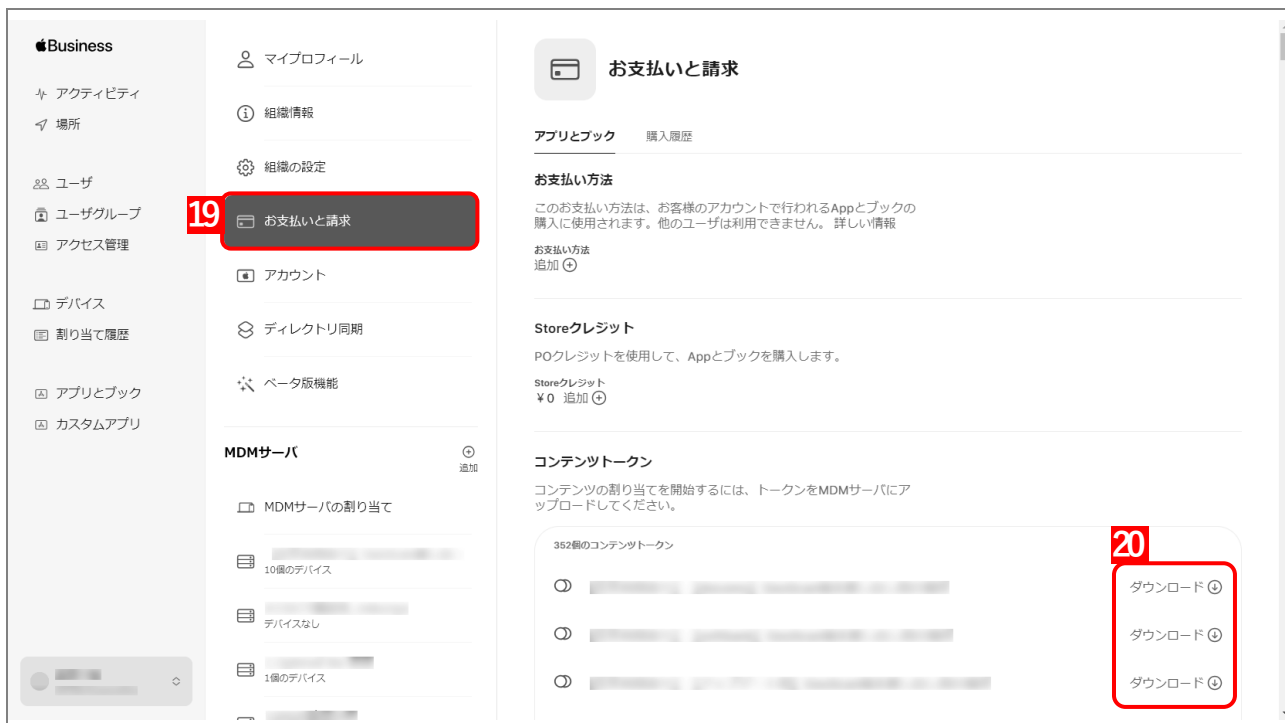 Business
アクティビティ
場所
ユーザ
ユーザグループ
アクセス管理
デバイス
割り当て履歴
アプリとブック
カスタムアプリ
マイプロフィール
組織情報
組織の設定
19
お支払いと請求
アカウント
ディレクトリ同期
ベータ版機能
MDMサーバ
追加
MDMサーバの割り当て
10個のデバイス
デバイスなし
1個のデバイス
お支払いと請求
アプリとブック 購入履歴
お支払い方法
このお支払い方法は、お客様のアカウントで行われるAppとブックの
購入に使用されます。他のユーザは利用できません。 詳しい情報
お支払い方法
追加
Storeクレジット
POクレジットを使用して、Appとブックを購入します。
Storeクレジット
¥0 追加
コンテンツトークン
コンテンツの割り当てを開始するには、トークンをMDMサーバにア
ップロードしてください。
352個のコンテンツトークン
20
ダウンロード
ダウンロード
ダウンロード